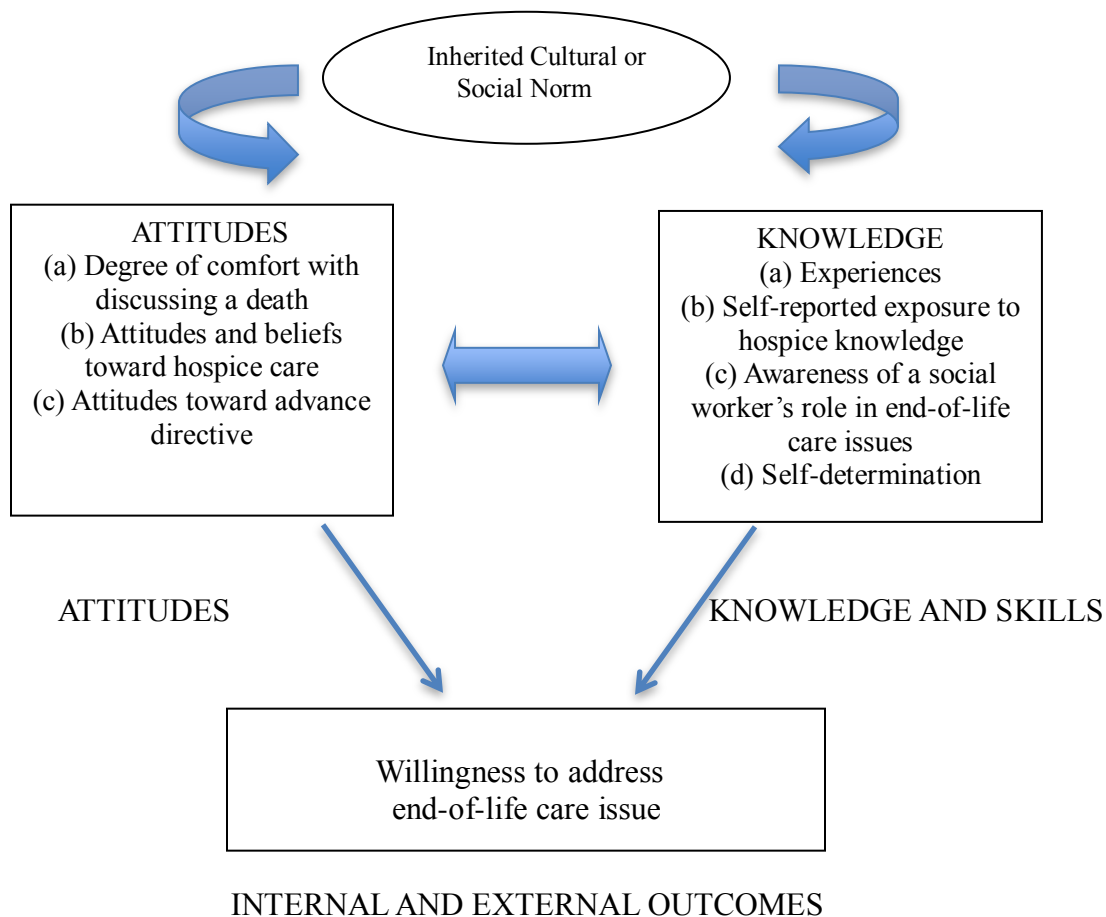 Inherited Cultural or
Social Norm
ATTITUDES
(a) Degree of comfort with
discussing a death
(b) Attitudes and beliefs
toward hospice care
(c) Attitudes toward advance
directive
KNOWLEDGE
(a) Experiences
(b) Self-reported exposure to
hospice knowledge
(c) Awareness of a social
worker’s role in end-of-life
care issues
(d) Self-determination
ATTITUDES
KNOWLEDGE AND SKILLS
Willingness to address
end-of-life care issue
INTERNAL AND EXTERNAL OUTCOMES